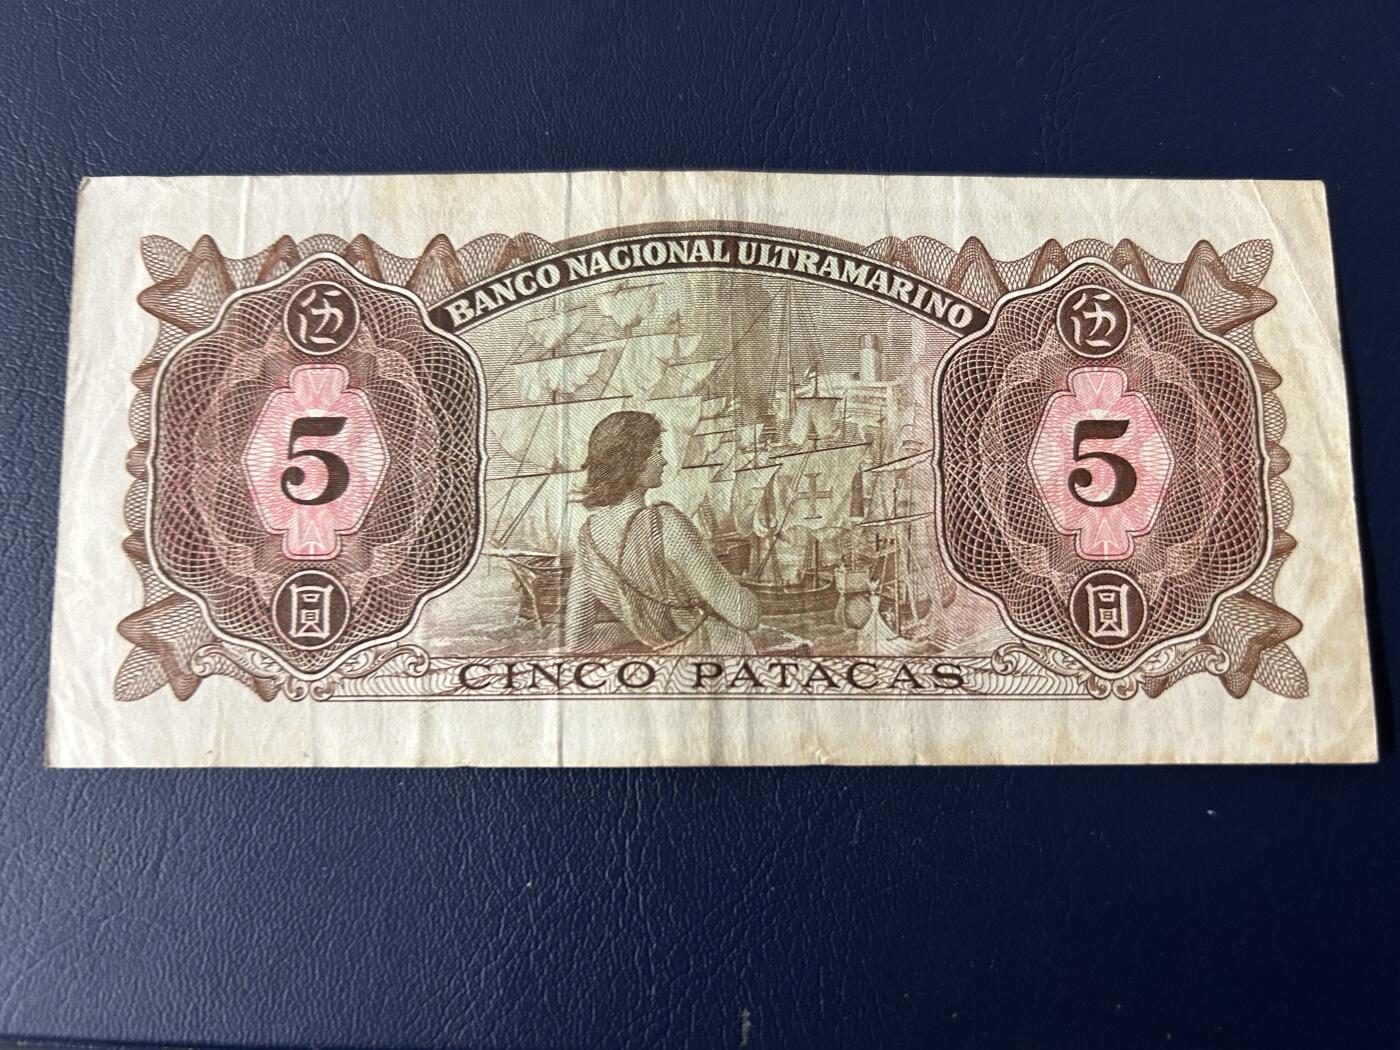 BANCO NACIONAL ULTRAMARINO
伍
5
圓
伍
5
圓
CINCO PATACAS